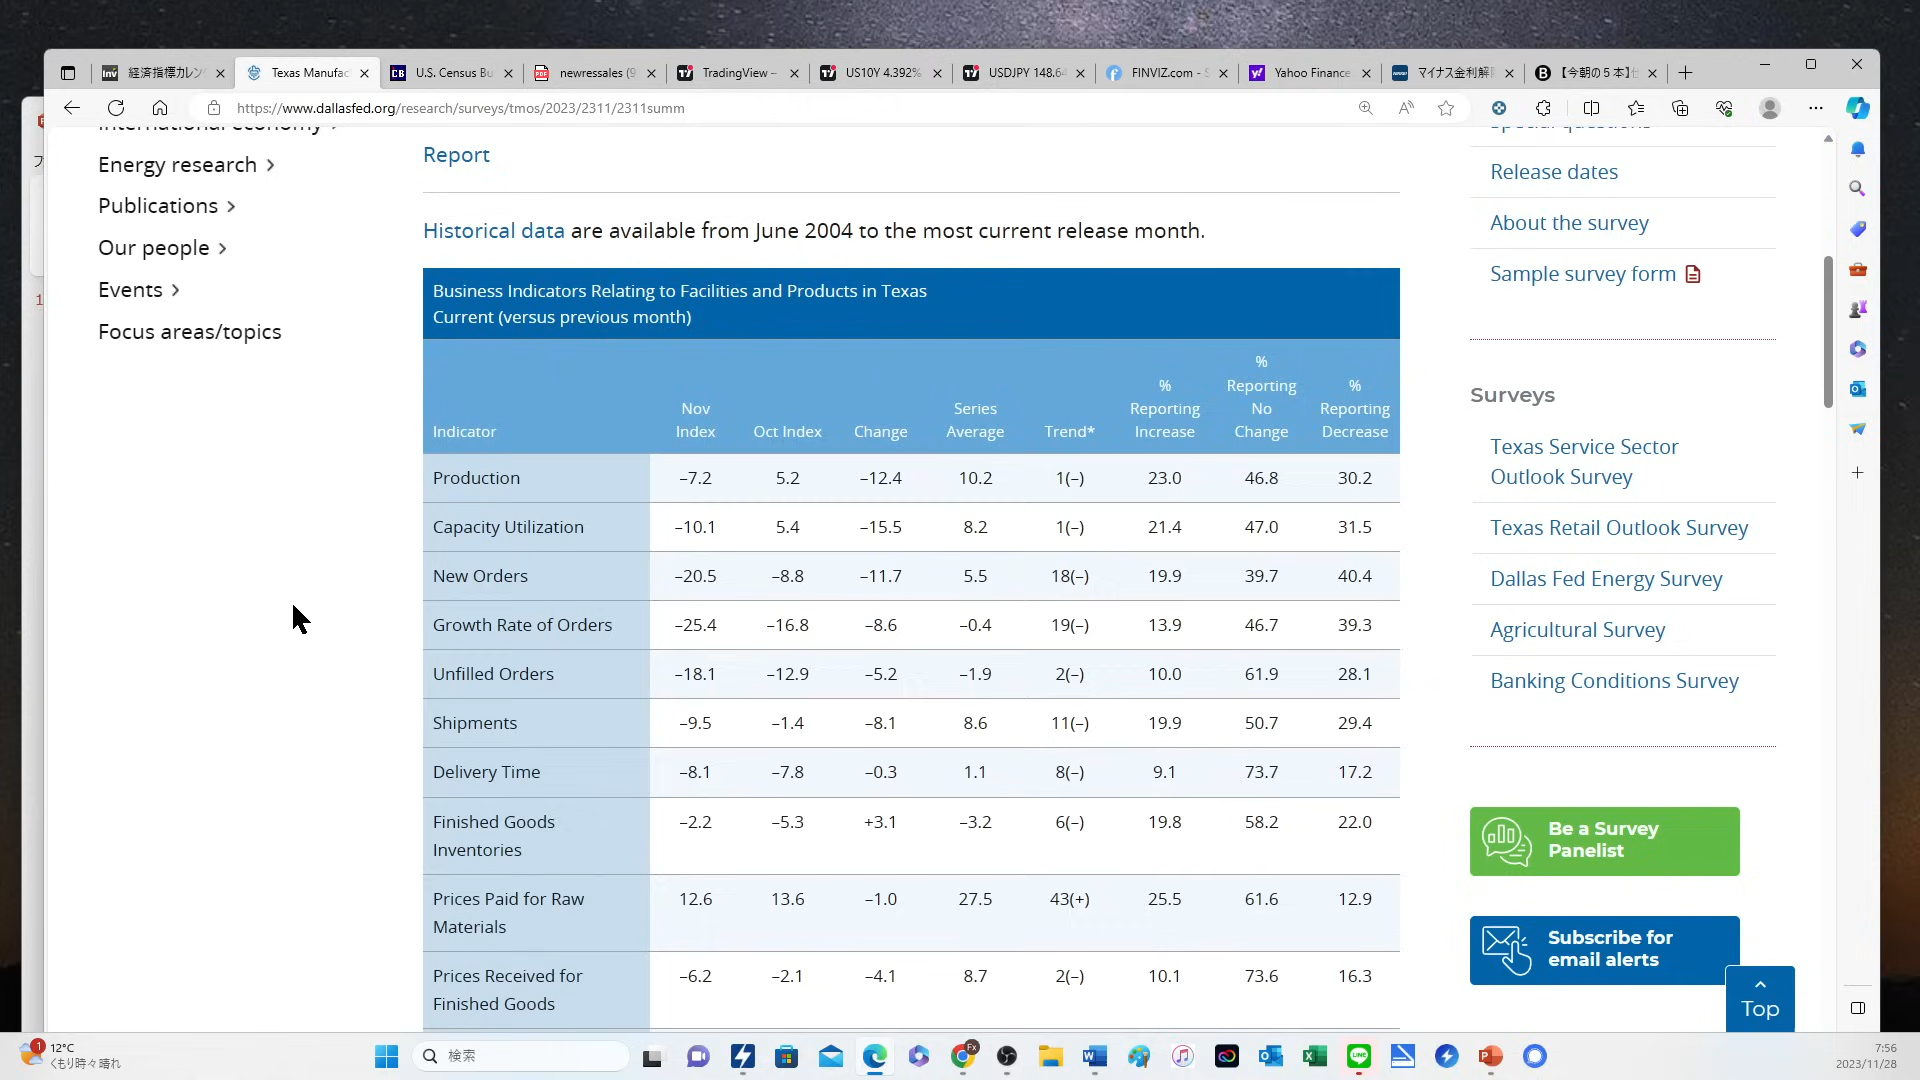 経済指標カレン
Texas Manufac
U.S. Census Bu
newressales (9
TradingView –
US10Y 4.392%
USDJPY 148.64
FINVIZ.com - S
Yahoo Finance
マイナス金利解
【今朝の5本】
https://www.dallasfed.org/research/surveys/tmos/2023/2311/2311summ
International economy
Energy research
Publications
Our people
Events
Focus areas/topics
Report
Historical data are available from June 2004 to the most current release month.
Business Indicators Relating to Facilities and Products in Texas
Current (versus previous month)
Indicator Nov Index Oct Index Change Series Average Trend* % Reporting Increase % Reporting No Change % Reporting Decrease
Production –7.2 5.2 –12.4 10.2 1(–) 23.0 46.8 30.2
Capacity Utilization –10.1 5.4 –15.5 8.2 1(–) 21.4 47.0 31.5
New Orders –20.5 –8.8 –11.7 5.5 18(–) 19.9 39.7 40.4
Growth Rate of Orders –25.4 –16.8 –8.6 –0.4 19(–) 13.9 46.7 39.3
Unfilled Orders –18.1 –12.9 –5.2 –1.9 2(–) 10.0 61.9 28.1
Shipments –9.5 –1.4 –8.1 8.6 11(–) 19.9 50.7 29.4
Delivery Time –8.1 –7.8 –0.3 1.1 8(–) 9.1 73.7 17.2
Finished Goods Inventories –2.2 –5.3 +3.1 –3.2 6(–) 19.8 58.2 22.0
Prices Paid for Raw Materials 12.6 13.6 –1.0 27.5 43(+) 25.5 61.6 12.9
Prices Received for Finished Goods –6.2 –2.1 –4.1 8.7 2(–) 10.1 73.6 16.3
Special questions
Release dates
About the survey
Sample survey form
Surveys
Texas Service Sector
Outlook Survey
Texas Retail Outlook Survey
Dallas Fed Energy Survey
Agricultural Survey
Banking Conditions Survey
Be a Survey
Panelist
Subscribe for
email alerts
Top
12°C
くもり時々晴れ
検索
7:56
2023/11/28